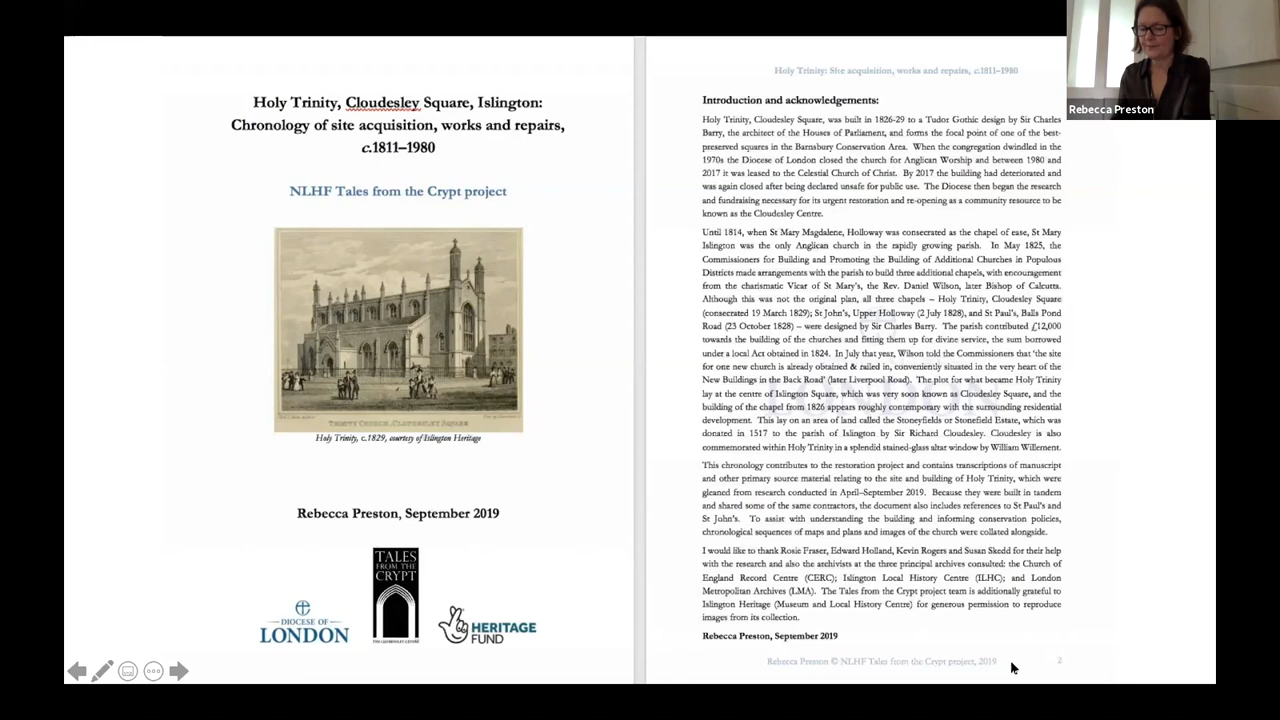 Holy Trinity, Cloudesley Square, Islington:
Chronology of site acquisition, works and repairs,
c.1811–1980
NLHF Tales from the Crypt project
TRINITY CHURCH, CLOUDESLEY SQUARE
Holy Trinity, c.1829, courtesy of Islington Heritage
Rebecca Preston, September 2019
DIOCESE OF
LONDON
TALES
FROM THE
CRYPT
HERITAGE
FUND
Holy Trinity: Site acquisition, works and repairs, c.1811–1980
Introduction and acknowledgements:
Holy Trinity, Cloudesley Square, was built in 1826-29 to a Tudor Gothic design by Sir Charles
Barry, the architect of the Houses of Parliament, and forms the focal point of one of the best-
preserved squares in the Barnsbury Conservation Area. When the congregation dwindled in the
1970s the Diocese of London closed the church for Anglican Worship and between 1980 and
2017 it was leased to the Celestial Church of Christ. By 2017 the building had deteriorated and
was again closed after being declared unsafe for public use. The Diocese then began the research
and fundraising necessary for its urgent restoration and re-opening as a community resource to be
known as the Cloudesley Centre.
Until 1814, when St Mary Magdalene, Holloway was consecrated as the chapel of ease, St Mary
Islington was the only Anglican church in the rapidly growing parish. In May 1825, the
Commissioners for Building and Promoting the Building of Additional Churches in Populous
Districts made arrangements with the parish to build three additional chapels, with encouragement
from the charismatic Vicar of St Mary's, the Rev. Daniel Wilson, later Bishop of Calcutta.
Although this was not the original plan, all three chapels – Holy Trinity, Cloudesley Square
(consecrated 19 March 1829); St John's, Upper Holloway (2 July 1828), and St Paul's, Balls Pond
Road (23 October 1828) – were designed by Sir Charles Barry. The parish contributed £12,000
towards the building of the churches and fitting them up for divine service, the sum borrowed
under a local Act obtained in 1824. In July that year, Wilson told the Commissioners that 'the site
for one new church is already obtained & railed in, conveniently situated in the very heart of the
New Buildings in the Back Road' (later Liverpool Road). The plot for what became Holy Trinity
lay at the centre of Islington Square, which was very soon known as Cloudesley Square, and the
building of the chapel from 1826 appears roughly contemporary with the surrounding residential
development. This lay on an area of land called the Stoneyfields or Stonefield Estate, which was
donated in 1517 to the parish of Islington by Sir Richard Cloudesley. Cloudesley is also
commemorated within Holy Trinity in a splendid stained-glass altar window by William Willement.
This chronology contributes to the restoration project and contains transcriptions of manuscript
and other primary source material relating to the site and building of Holy Trinity, which were
gleaned from research conducted in April–September 2019. Because they were built in tandem
and shared some of the same contractors, the document also includes references to St Paul's and
St John's. To assist with understanding the building and informing conservation policies,
chronological sequences of maps and plans and images of the church were collated alongside.
I would like to thank Rosie Fraser, Edward Holland, Kevin Rogers and Susan Skedd for their help
with the research and also the archivists at the three principal archives consulted: the Church of
England Record Centre (CERC); Islington Local History Centre (ILHC); and London
Metropolitan Archives (LMA). The Tales from the Crypt project team is additionally grateful to
Islington Heritage (Museum and Local History Centre) for generous permission to reproduce
images from its collection.
Rebecca Preston, September 2019
Rebecca Preston © NLHF Tales from the Crypt project, 2019
2
Rebecca Preston